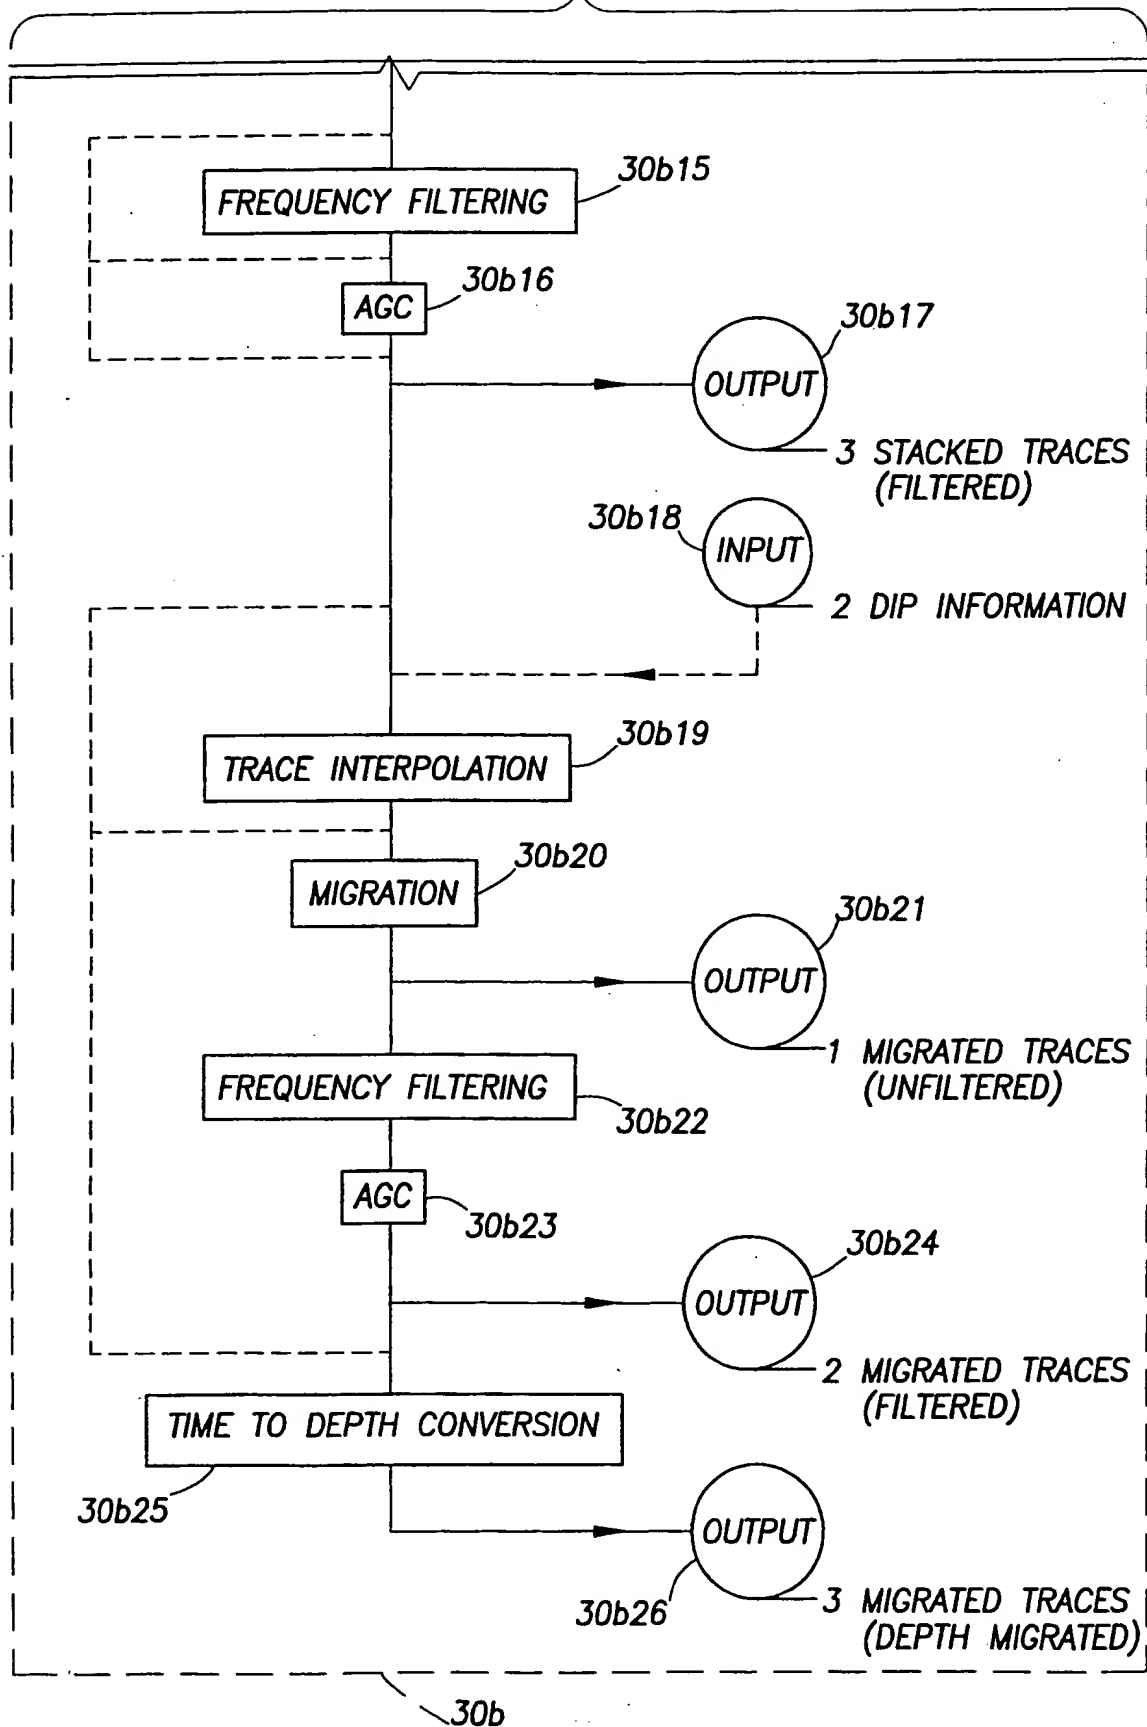 30b15
FREQUENCY FILTERING
30b16
AGC
30b17
OUTPUT
3 STACKED TRACES
(FILTERED)
30b18
INPUT
2 DIP INFORMATION
30b19
TRACE INTERPOLATION
30b20
MIGRATION
30b21
OUTPUT
1 MIGRATED TRACES
(UNFILTERED)
FREQUENCY FILTERING
30b22
AGC
30b23
30b24
OUTPUT
2 MIGRATED TRACES
(FILTERED)
TIME TO DEPTH CONVERSION
30b25
OUTPUT
30b26
3 MIGRATED TRACES
(DEPTH MIGRATED)
30b